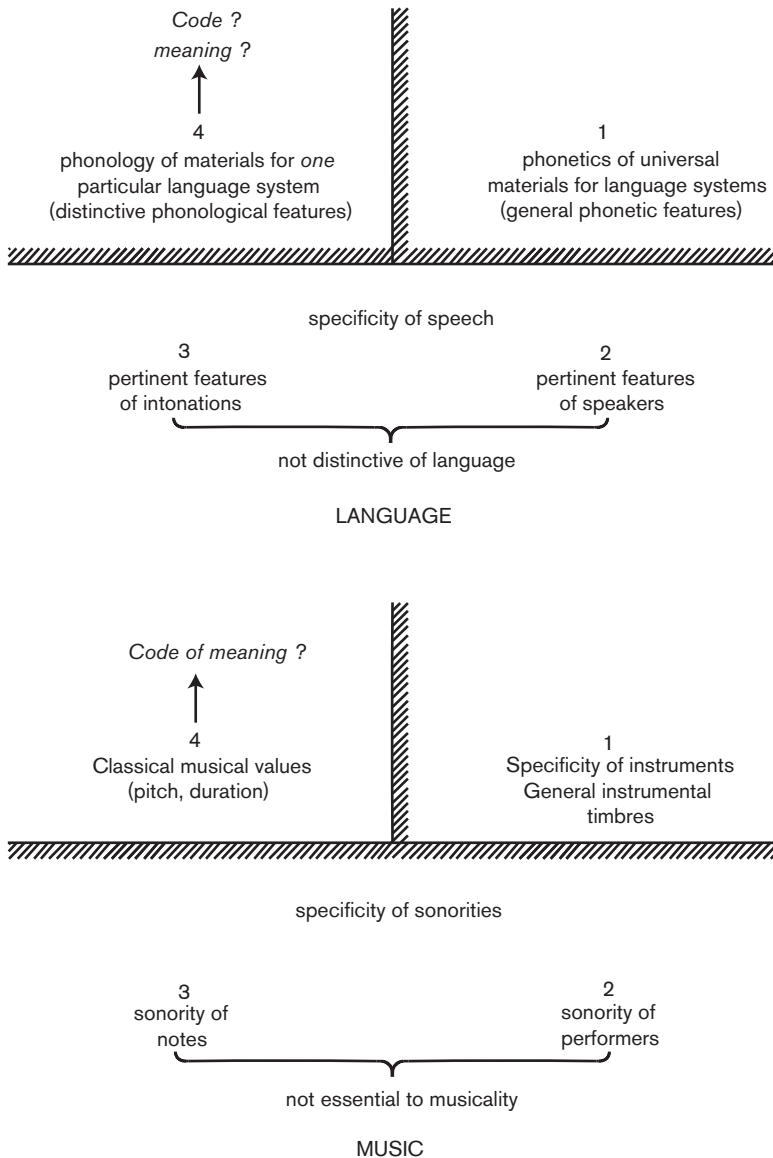 Code ?
meaning ?
4
phonology of materials for one
particular language system
(distinctive phonological features)
1
phonetics of universal
materials for language systems
(general phonetic features)
specificity of speech
3
pertinent features
of intonations
2
pertinent features
of speakers
not distinctive of language
LANGUAGE
Code of meaning ?
4
Classical musical values
(pitch, duration)
1
Specificity of instruments
General instrumental
timbres
specificity of sonorities
3
sonority of
notes
2
sonority of
performers
not essential to musicality
MUSIC